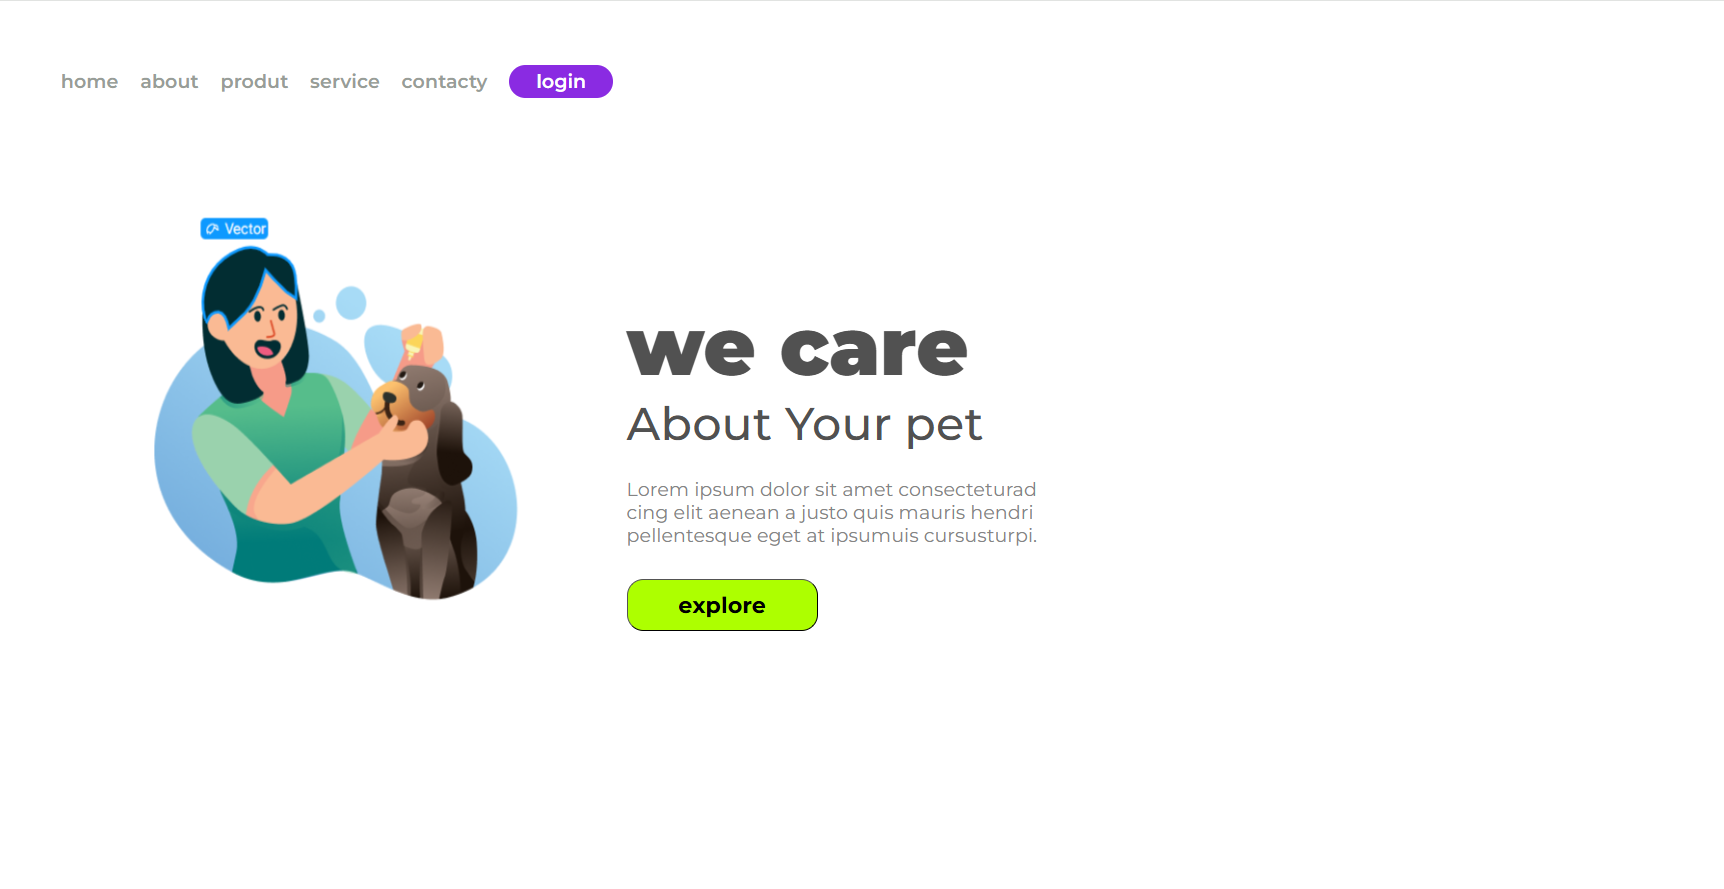 home about produt service contacty login
Vector
we care
About Your pet
Lorem ipsum dolor sit amet consecteturad
cing elit aenean a justo quis mauris hendri
pellentesque eget at ipsumuis cursusturpi.
explore